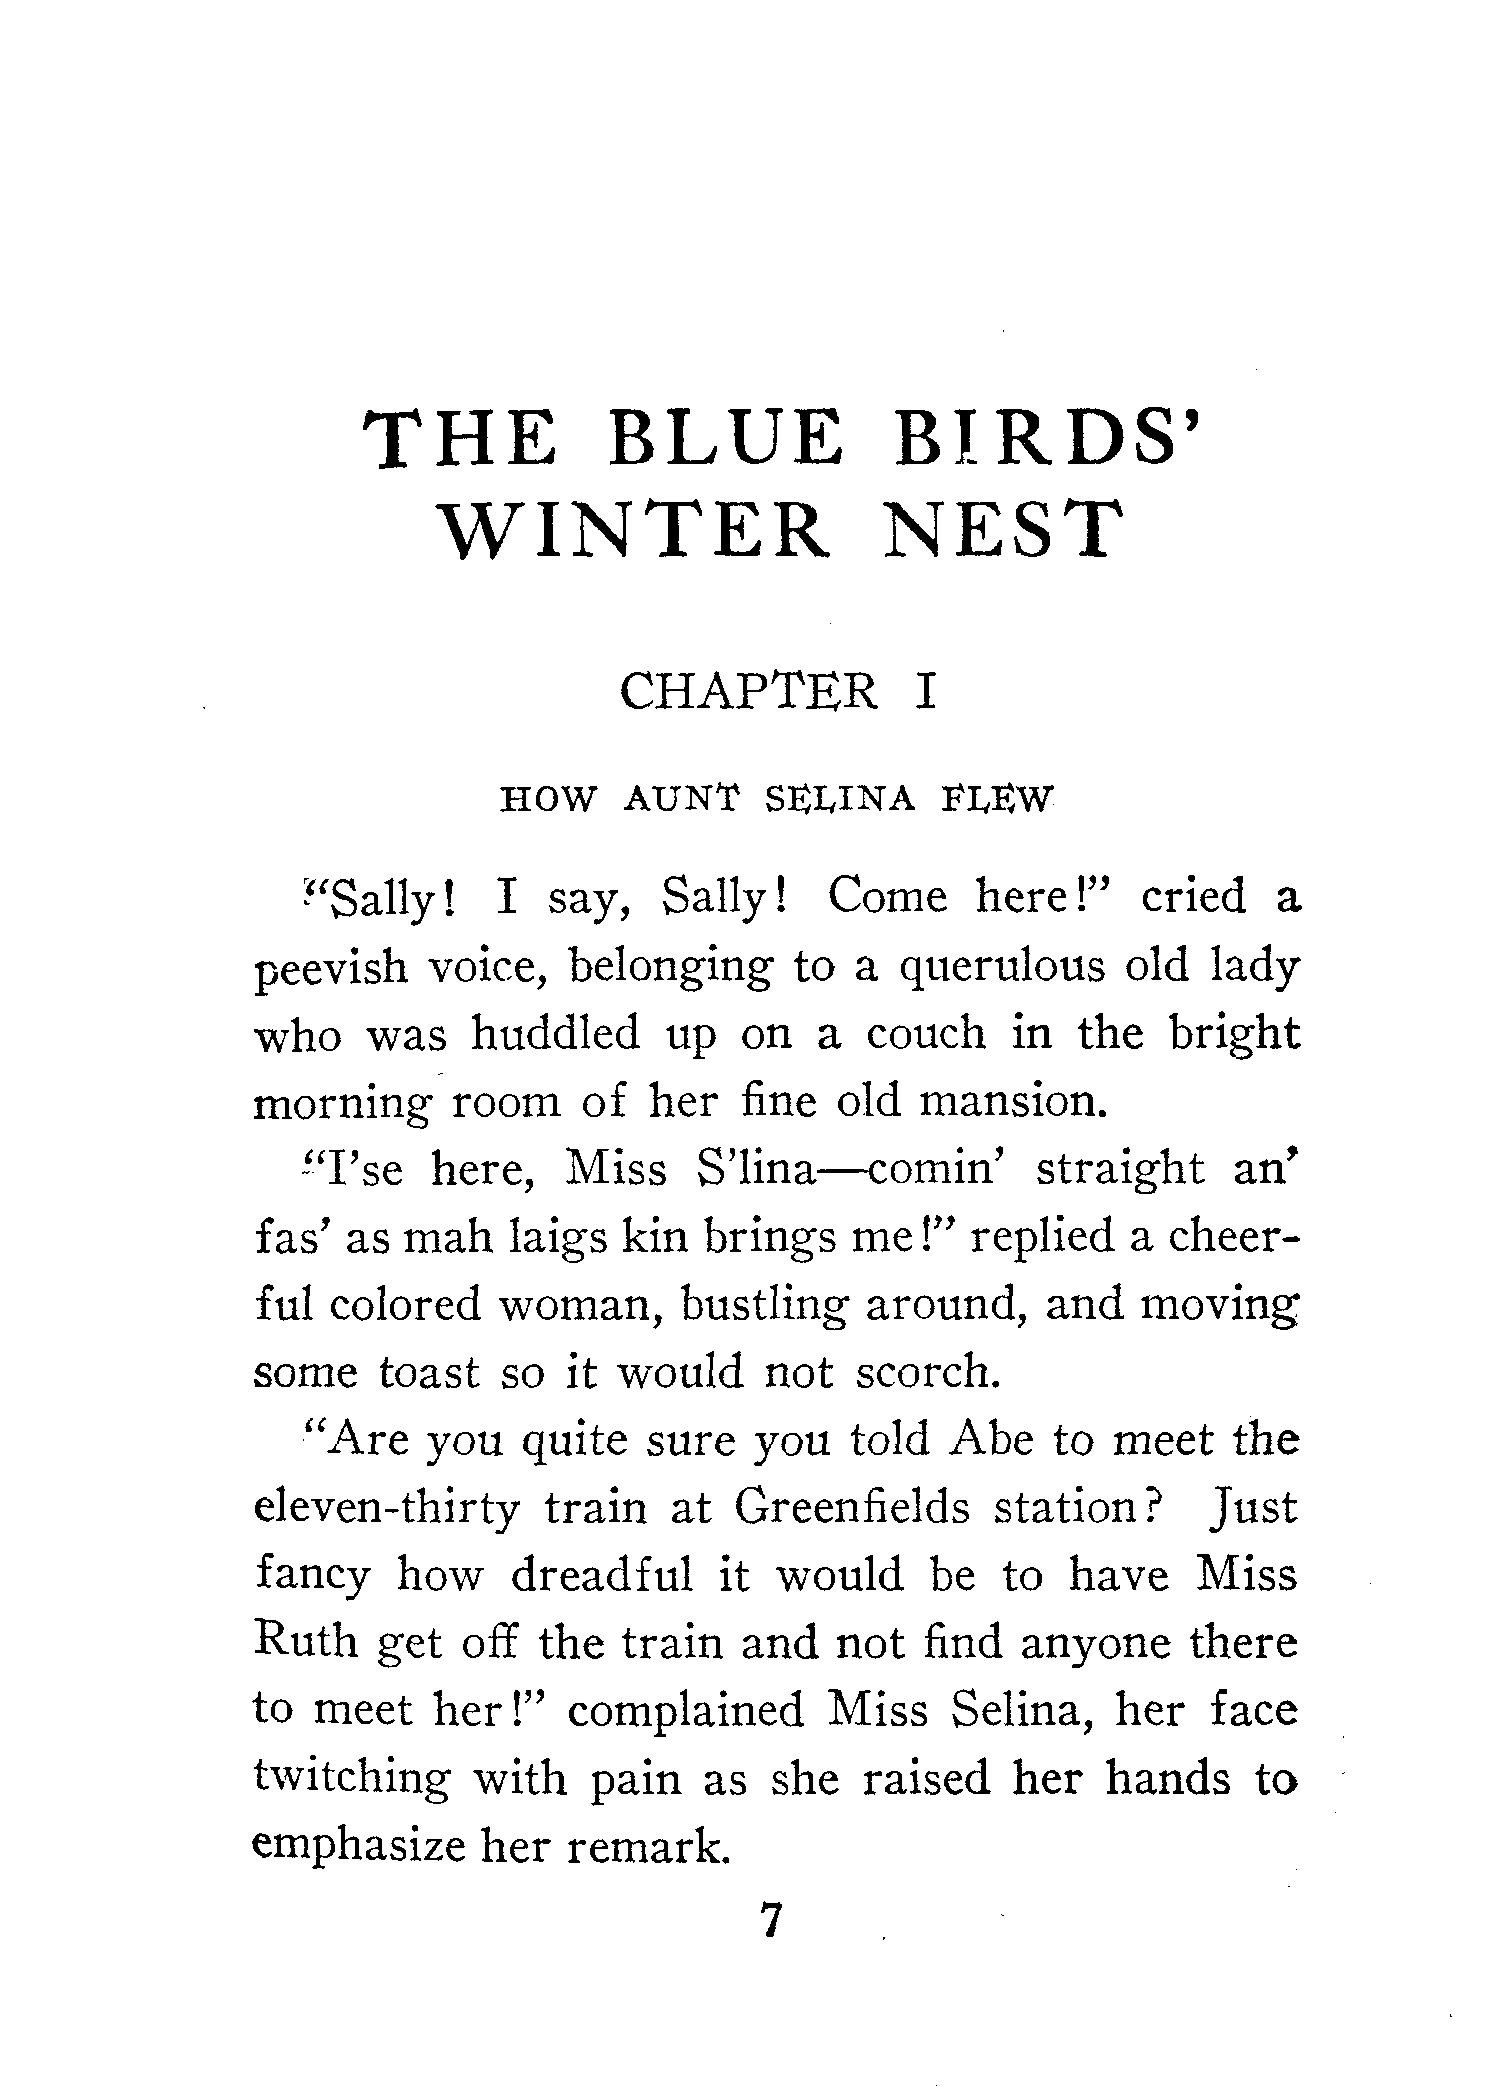 THE BLUE BIRDS'
WINTER NEST
CHAPTER I
HOW AUNT SELINA FLEW
"Sally! I say, Sally! Come here!" cried a
peevish voice, belonging to a querulous old lady
who was huddled up on a couch in the bright
morning room of her fine old mansion.
"I'se here, Miss S'lina—comin' straight an'
fas' as mah laigs kin brings me!" replied a cheer-
ful colored woman, bustling around, and moving
some toast so it would not scorch.
"Are you quite sure you told Abe to meet the
eleven-thirty train at Greenfields station? Just
fancy how dreadful it would be to have Miss
Ruth get off the train and not find anyone there
to meet her!" complained Miss Selina, her face
twitching with pain as she raised her hands to
emphasize her remark.
7